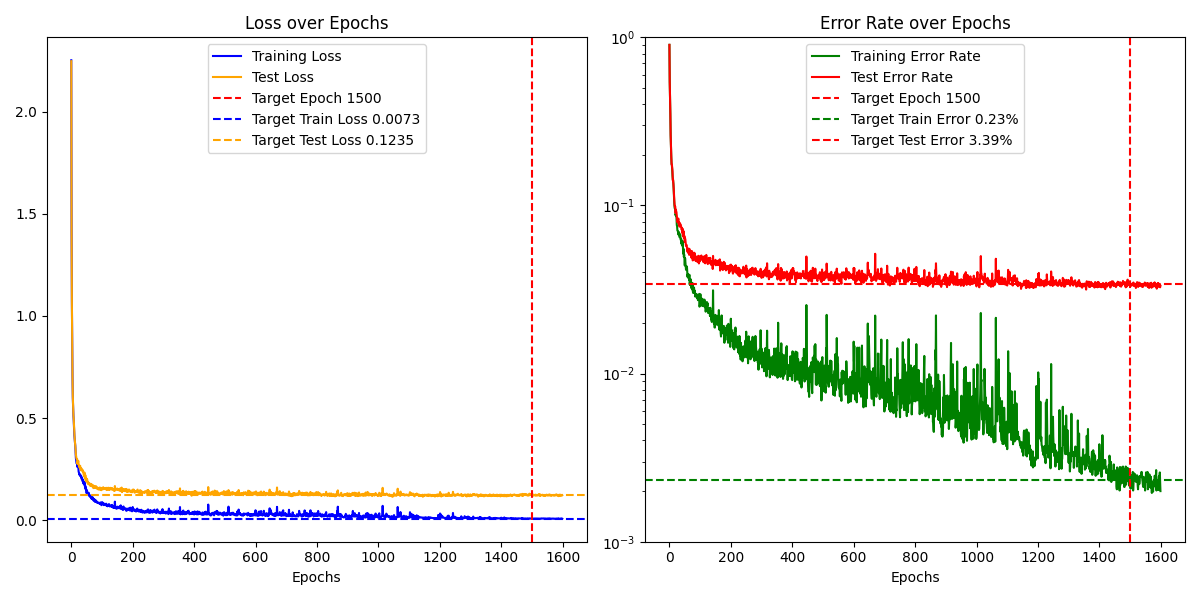 Loss over Epochs
Training Loss
Test Loss
Target Epoch 1500
Target Train Loss 0.0073
Target Test Loss 0.1235
2.0
1.5
1.0
0.5
0.0
0 200 400 600 800 1000 1200 1400 1600
Epochs
Error Rate over Epochs
Training Error Rate
Test Error Rate
Target Epoch 1500
Target Train Error 0.23%
Target Test Error 3.39%
10⁰
10⁻¹
10⁻²
10⁻³
0 200 400 600 800 1000 1200 1400 1600
Epochs